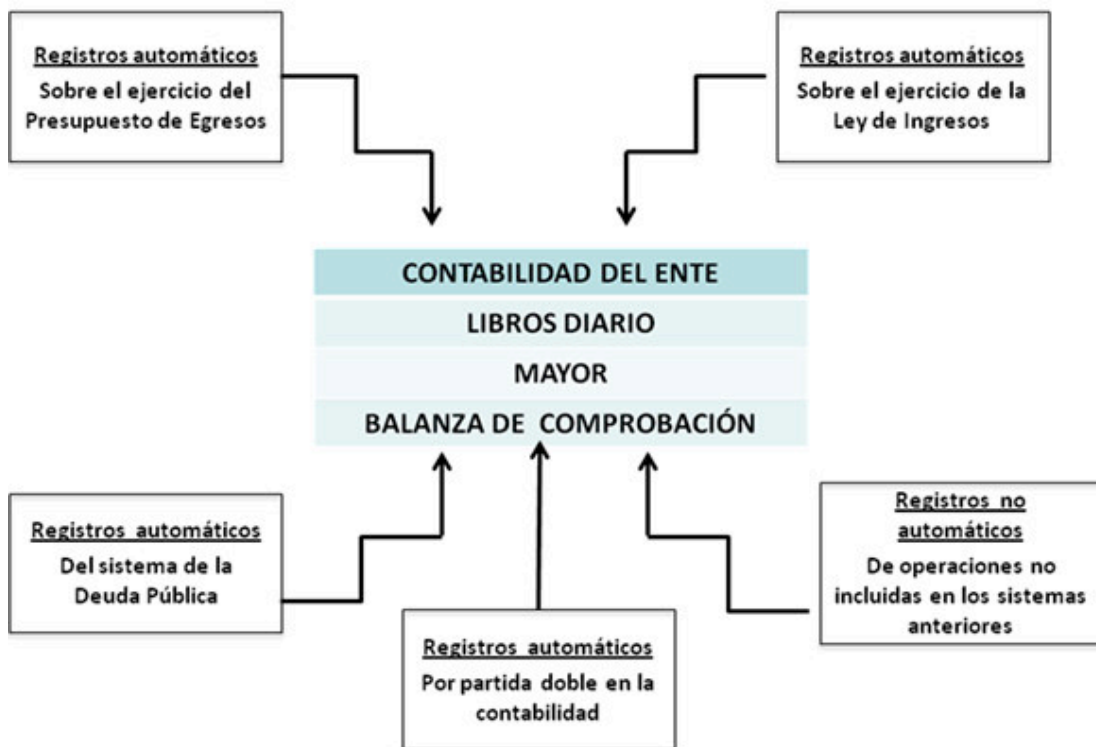 Registros automáticos
Sobre el ejercicio del
Presupuesto de Egresos
Registros automáticos
Sobre el ejercicio de la
Ley de Ingresos
CONTABILIDAD DEL ENTE
LIBROS DIARIO
MAYOR
BALANZA DE COMPROBACIÓN
Registros automáticos
Del sistema de la
Deuda Pública
Registros automáticos
Por partida doble en la
contabilidad
Registros no
automáticos
De operaciones no
incluidas en los sistemas
anteriores